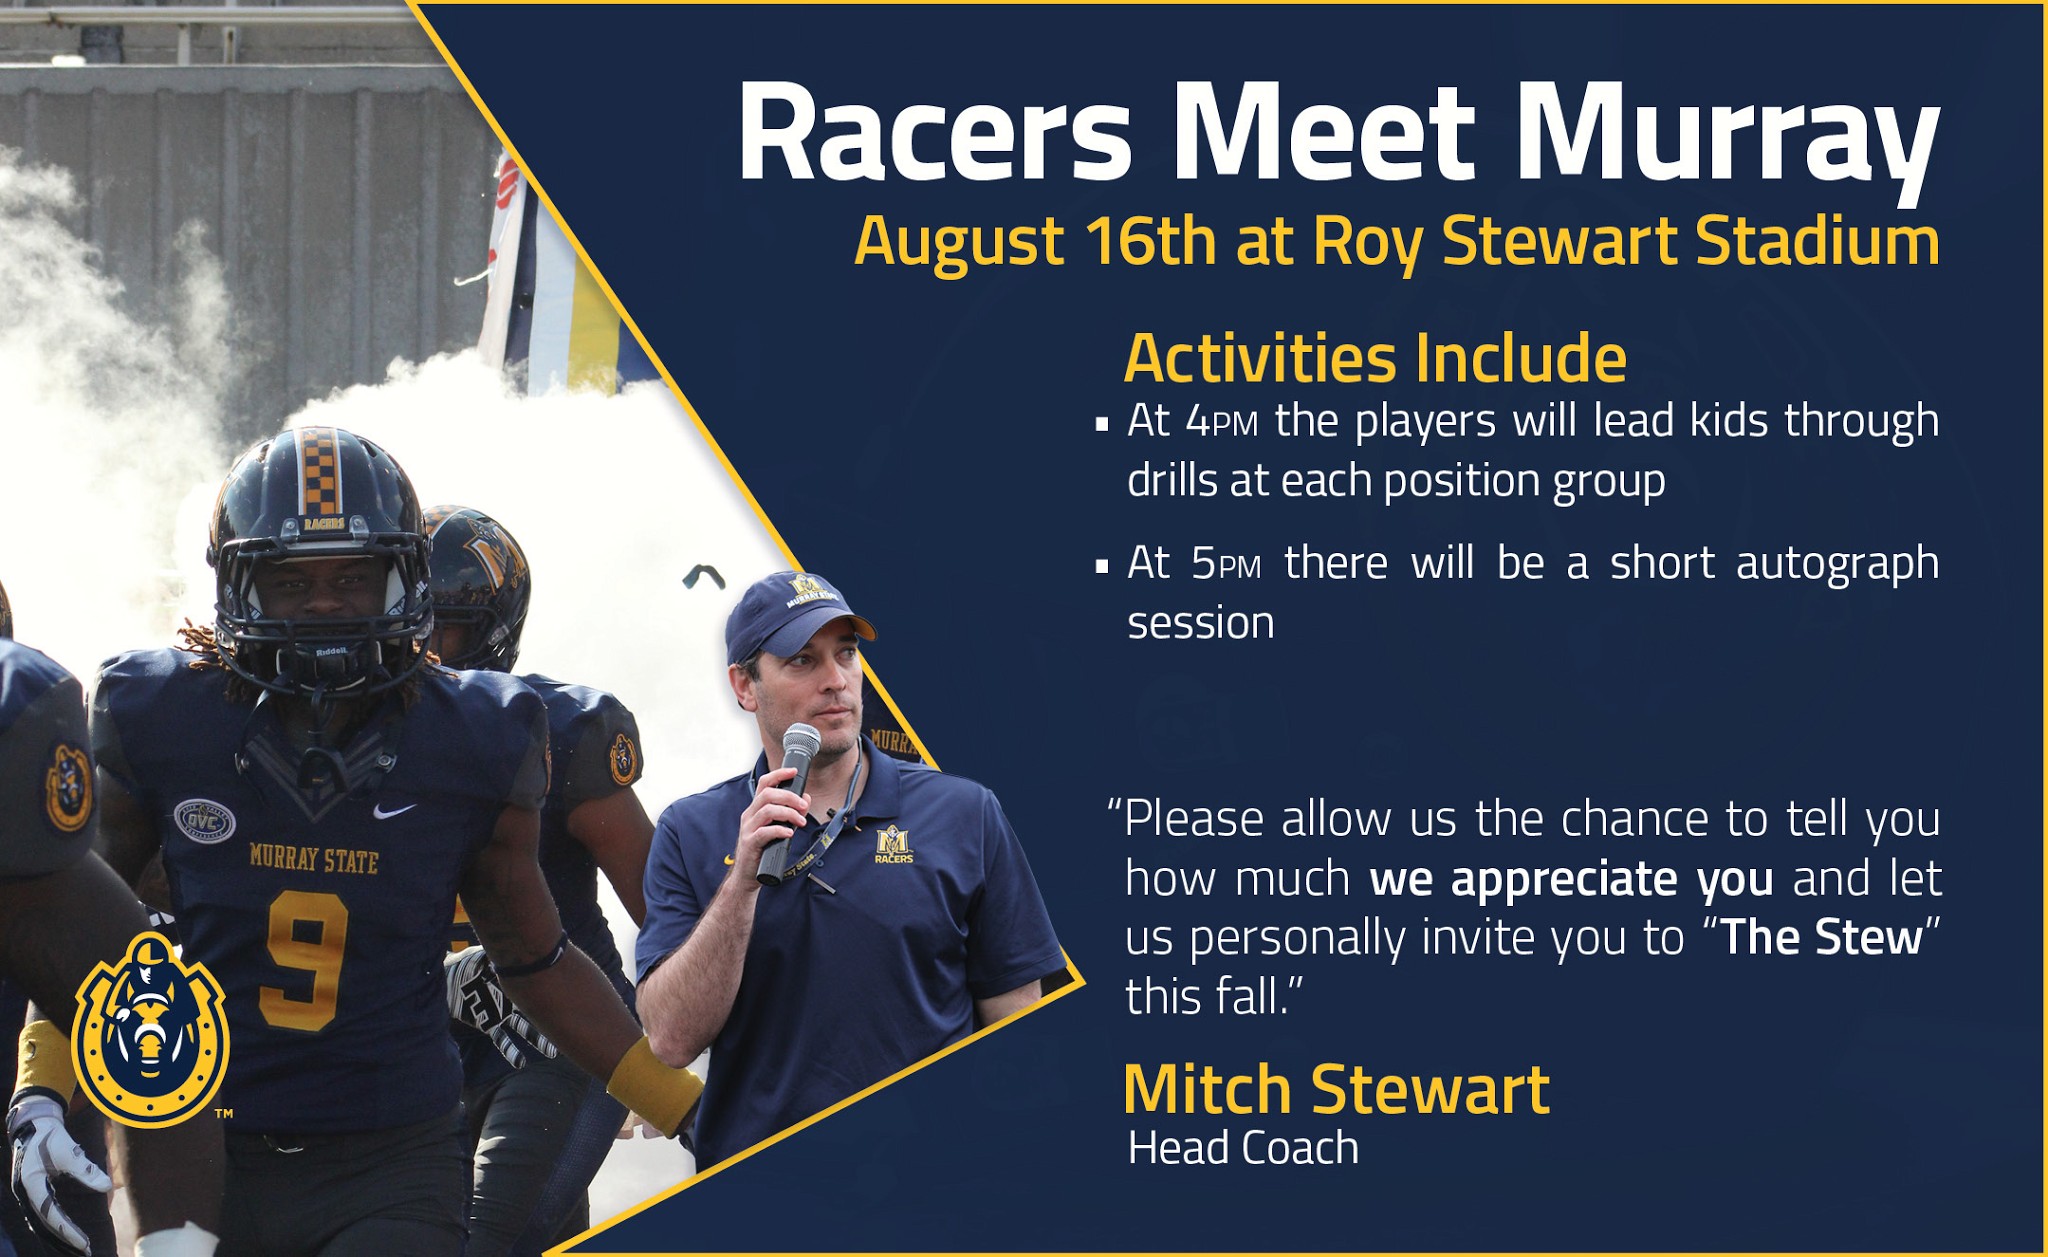 Racers Meet Murray
August 16th at Roy Stewart Stadium
Activities Include
▪ At 4PM the players will lead kids through
drills at each position group
▪ At 5PM there will be a short autograph
session
“Please allow us the chance to tell you
how much we appreciate you and let
us personally invite you to “The Stew”
this fall.”
Mitch Stewart
Head Coach
RACERS
Riddell
OVC
MURRAY STATE
9
MURRAY STATE
M
RACERS
MURRA
TM